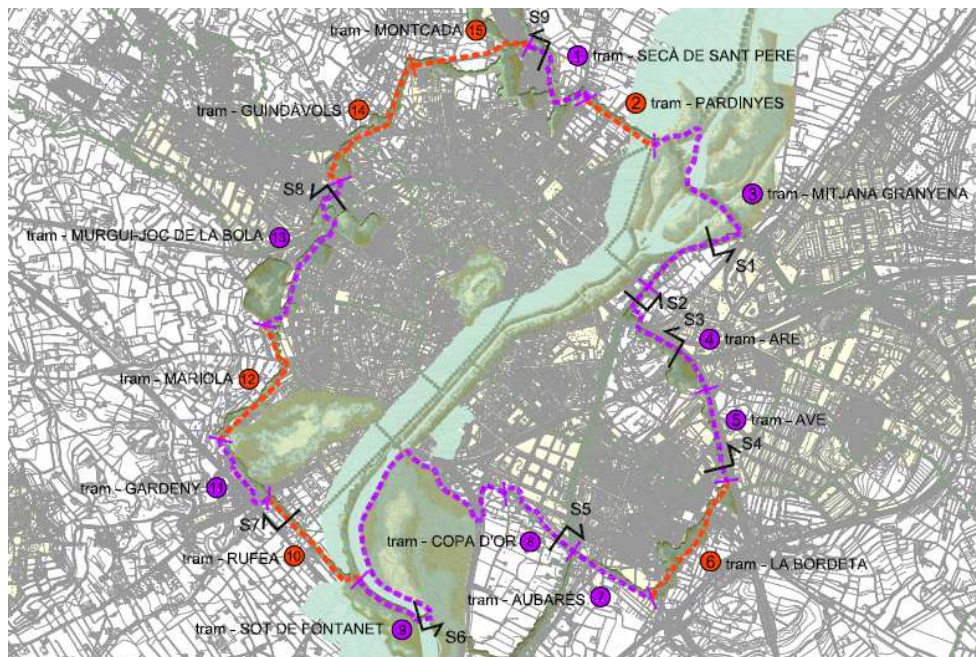 tram - MONTCADA 15
S9
1 tram - SECÀ DE SANT PERE
tram - GUINDÀVOLS 14
2 tram - PARDINYES
S8
3 tram - MITJANA GRANYENA
tram - MURGUI-JOC DE LA BOLA 13
S1
S2
S3
4 tram - ARE
tram - MARIOLA 12
5 tram - AVE
S4
tram - GARDENY 11
S7
S5
tram - COPA D'OR 8
tram - RUFEA 10
6 tram - LA BORDETA
tram - AUBARÉS 7
tram - SOT DE FONTANET 9
S6